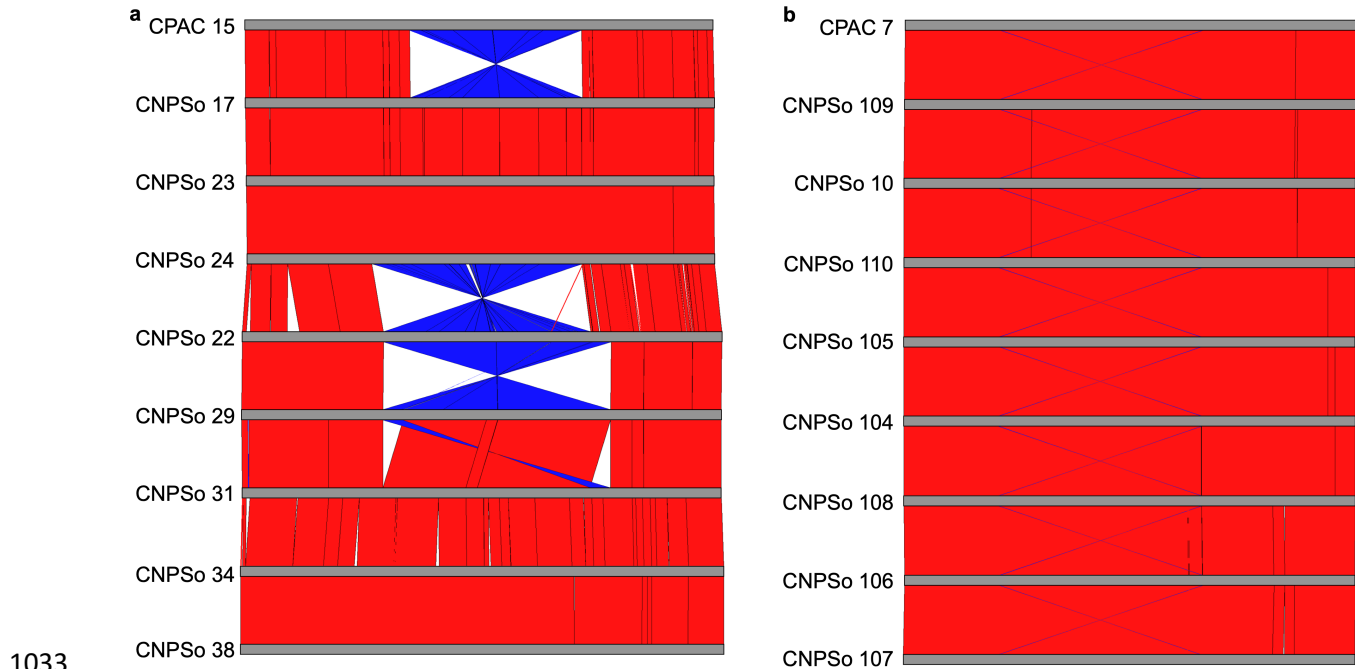 a
CPAC 15
CNPSo 17
CNPSo 23
CNPSo 24
CNPSo 22
CNPSo 29
CNPSo 31
CNPSo 34
CNPSo 38
b
CPAC 7
CNPSo 109
CNPSo 10
CNPSo 110
CNPSo 105
CNPSo 104
CNPSo 108
CNPSo 106
CNPSo 107
1033